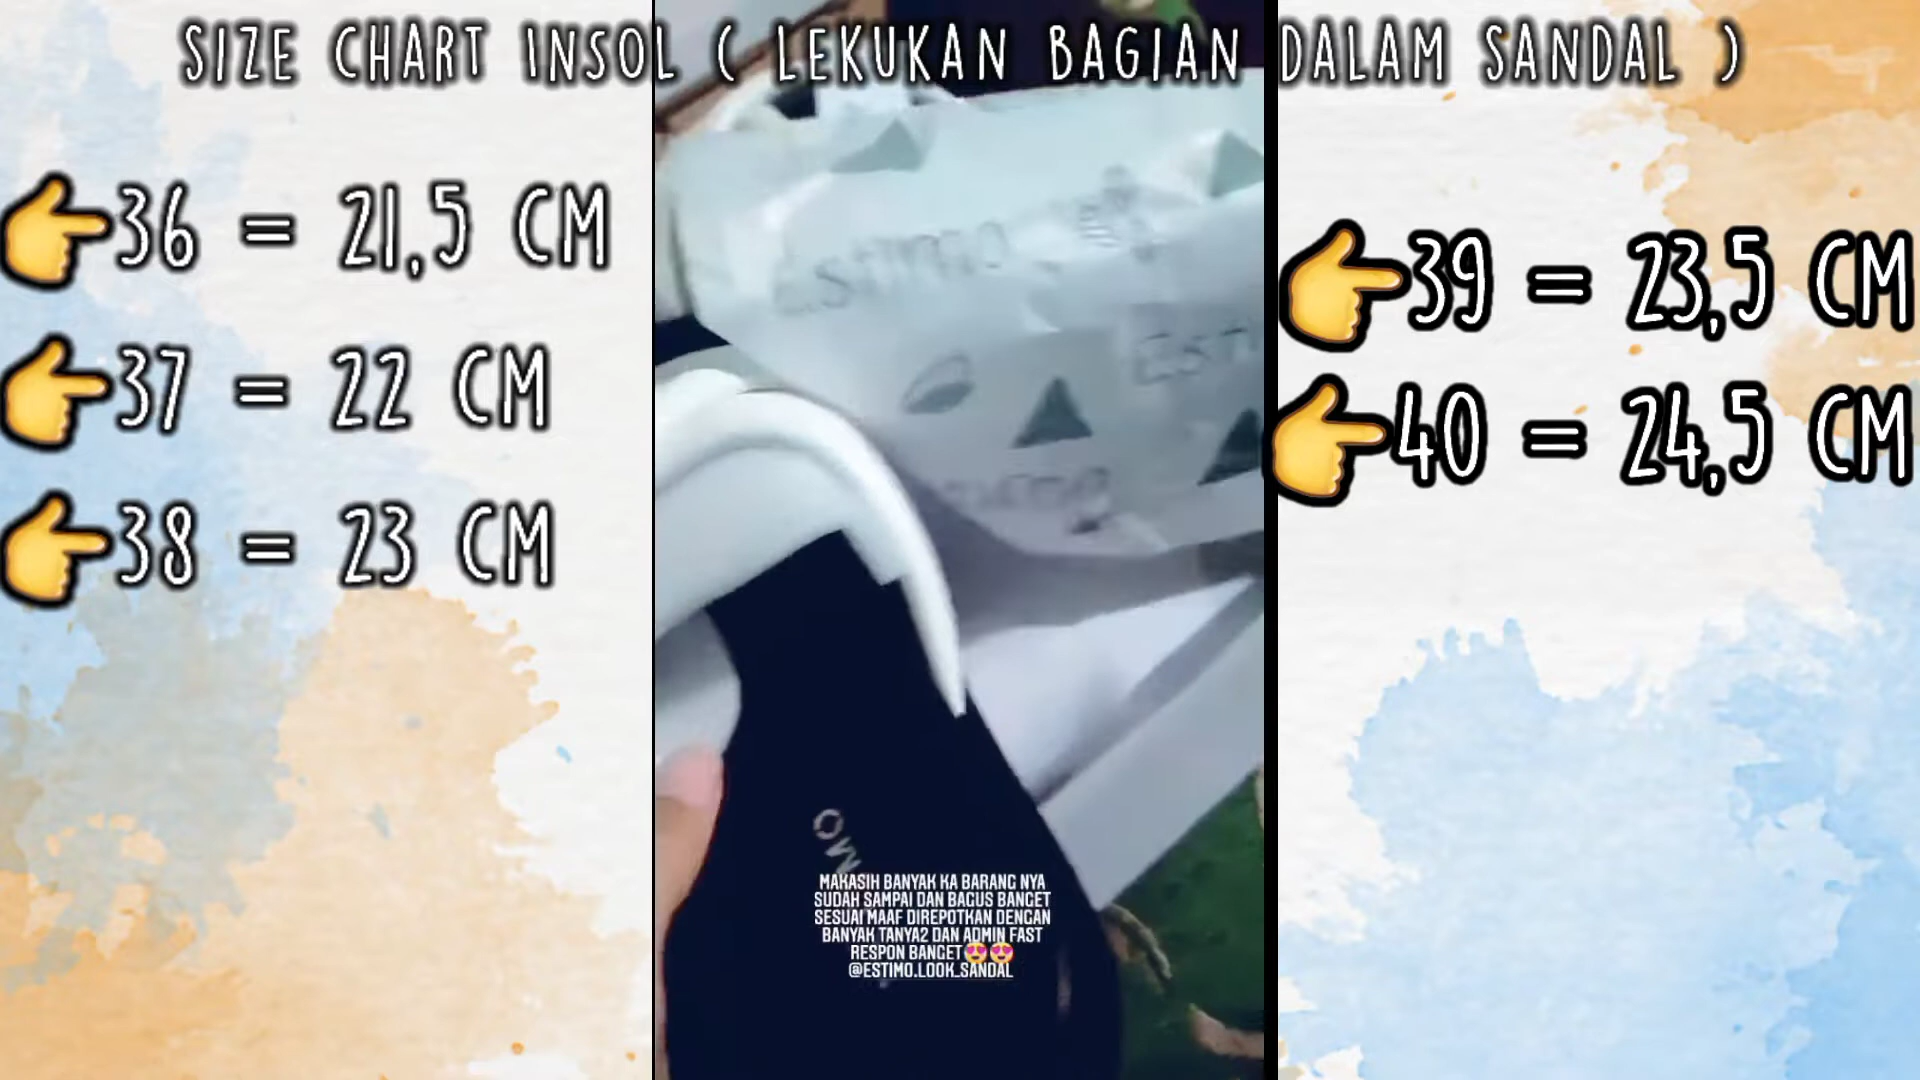 SIZE CHART INSOL ( LEKUKAN BAGIAN DALAM SANDAL )
👉36 = 21,5 CM
👉37 = 22 CM
👉38 = 23 CM
👉39 = 23,5 CM
👉40 = 24,5 CM
ESTIMO
MO
MAKASIH BANYAK KA BARANG NYA
SUDAH SAMPAI DAN BAGUS BANGET
SESUAI MAAF DIREPOTKAN DENGAN
BANYAK TANYA2 DAN ADMIN FAST
RESPON BANGET😍😍
@ESTIMO.LOOK_SANDAL